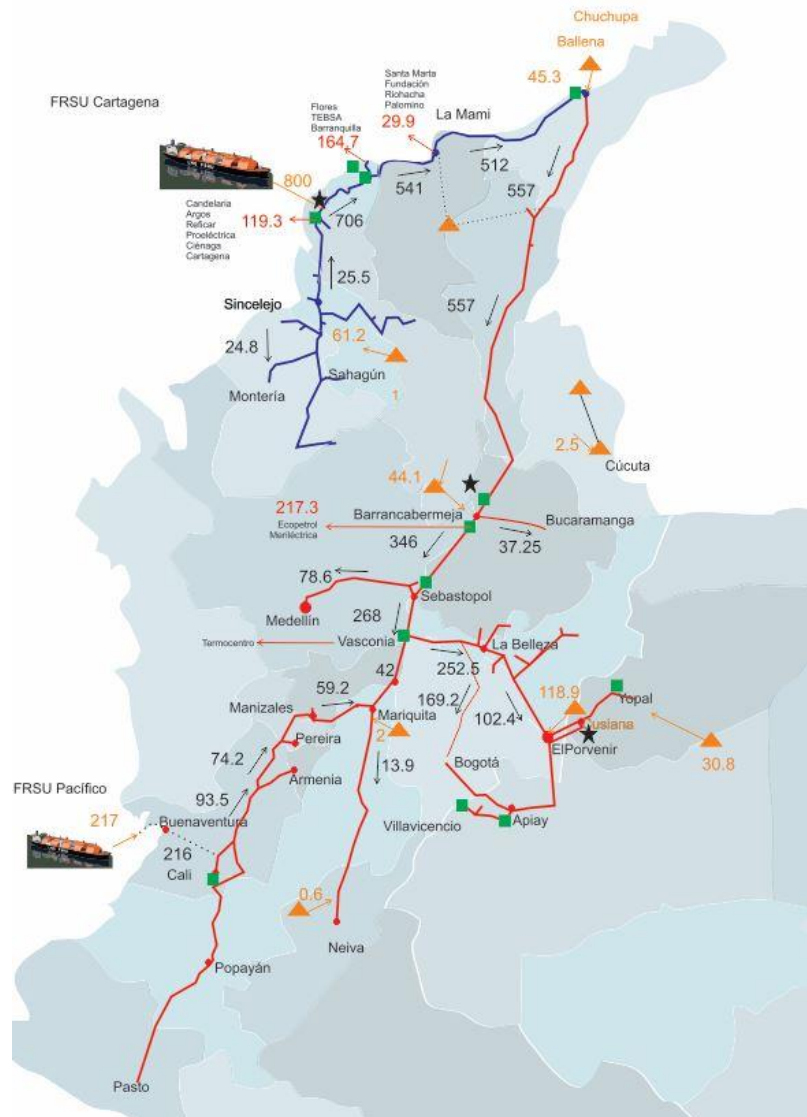 Chuchupa
Ballena
45.3
FRSU Cartagena
Santa Marta
Fundación
Riohacha
Palomino
29.9
La Mami
Flores
TEBSA
Barranquilla
164.7
512
541
557
800
Candelaria
Argos
Reficar
Proeléctrica
Ciénaga
Cartagena
119.3
706
25.5
557
Sincelejo
61.2
24.8
Sahagún
Montería
1
2.5
Cúcuta
44.1
217.3
Barrancabermeja
Ecopetrol
Meriléctrica
Bucaramanga
346
37.25
78.6
Sebastopol
Medellín
268
Termocentro
Vasconia
La Belleza
42
252.5
59.2
169.2
118.9
Yopal
Manizales
Mariquita
102.4
Cusiana
Pereira
2
ElPorvenir
74.2
Bogotá
13.9
30.8
Armenia
FRSU Pacífico
93.5
217
Buenaventura
Villavicencio
Apiay
216
Cali
0.6
Neiva
Popayán
Pasto